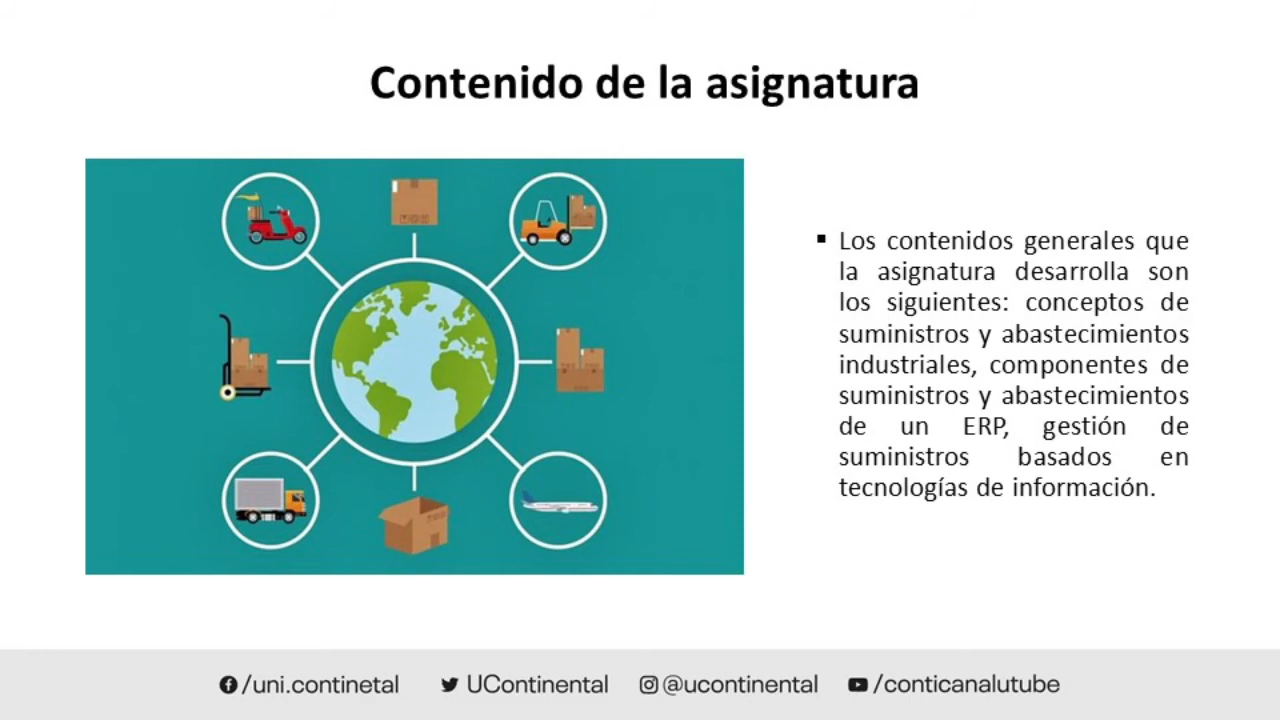 Contenido de la asignatura
▪ Los contenidos generales que
la asignatura desarrolla son
los siguientes: conceptos de
suministros y abastecimientos
industriales, componentes de
suministros y abastecimientos
de un ERP, gestión de
suministros basados en
tecnologías de información.
/uni.continetal UContinental @ucontinental /conticanalutube